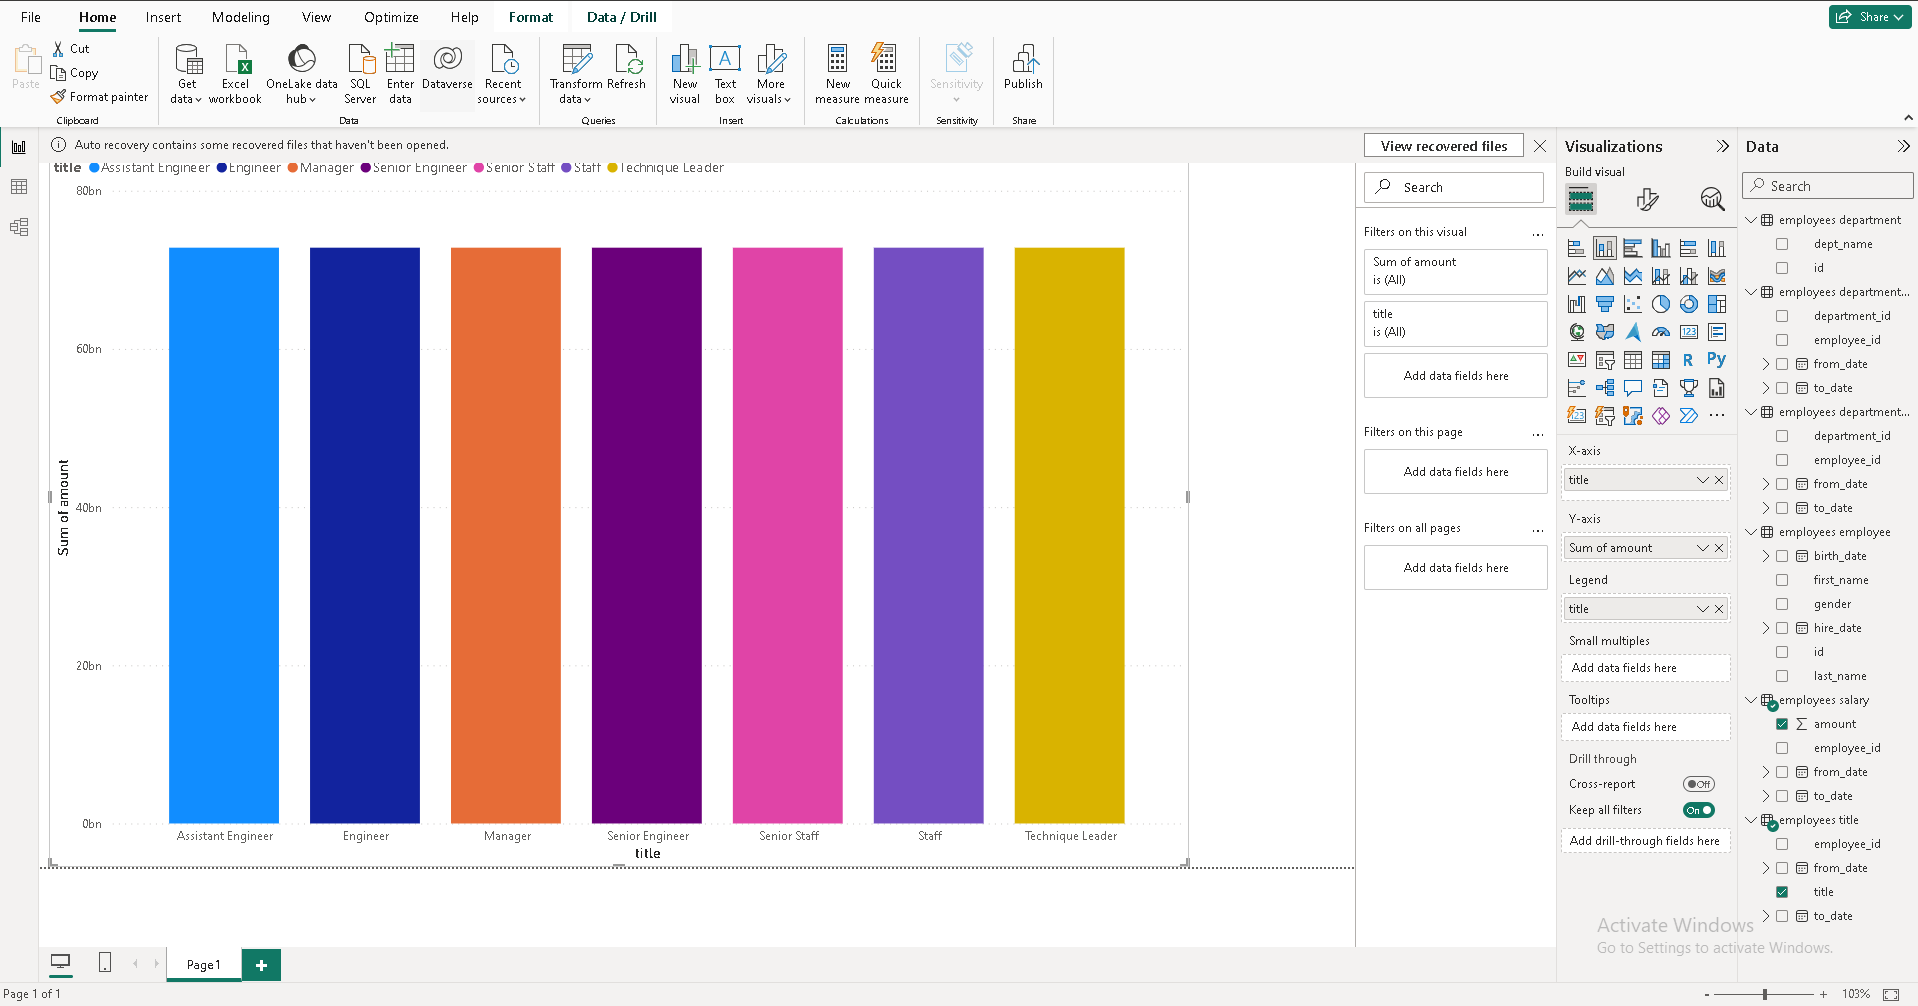 File Home Insert Modeling View Optimize Help Format Data / Drill Share
Paste
Cut
Copy
Format painter
Clipboard
Get data
Excel workbook
OneLake data hub
SQL Server
Enter data
Dataverse
Recent sources
Data
Transform data
Refresh
Queries
New visual
Text box
More visuals
Insert
New measure
Quick measure
Calculations
Sensitivity
Sensitivity
Publish
Share
Auto recovery contains some recovered files that haven't been opened.
View recovered files
title Assistant Engineer Engineer Manager Senior Engineer Senior Staff Staff Technique Leader
80bn
60bn
40bn
20bn
0bn
Sum of amount
Assistant Engineer Engineer Manager Senior Engineer Senior Staff Staff Technique Leader
title
Search
Filters on this visual ...
Sum of amount
is (All)
title
is (All)
Add data fields here
Filters on this page ...
Add data fields here
Filters on all pages ...
Add data fields here
Visualizations
Build visual
123
R
Py
123
...
X-axis
title
Y-axis
Sum of amount
Legend
title
Small multiples
Add data fields here
Tooltips
Add data fields here
Drill through
Cross-report Off
Keep all filters On
Add drill-through fields here
Data
Search
employees department
dept_name
id
employees department...
department_id
employee_id
from_date
to_date
employees department...
department_id
employee_id
from_date
to_date
employees employee
birth_date
first_name
gender
hire_date
id
last_name
employees salary
amount
employee_id
from_date
to_date
employees title
employee_id
from_date
title
to_date
Activate Windows
Go to Settings to activate Windows.
Page1
+
Page 1 of 1
- + 103%